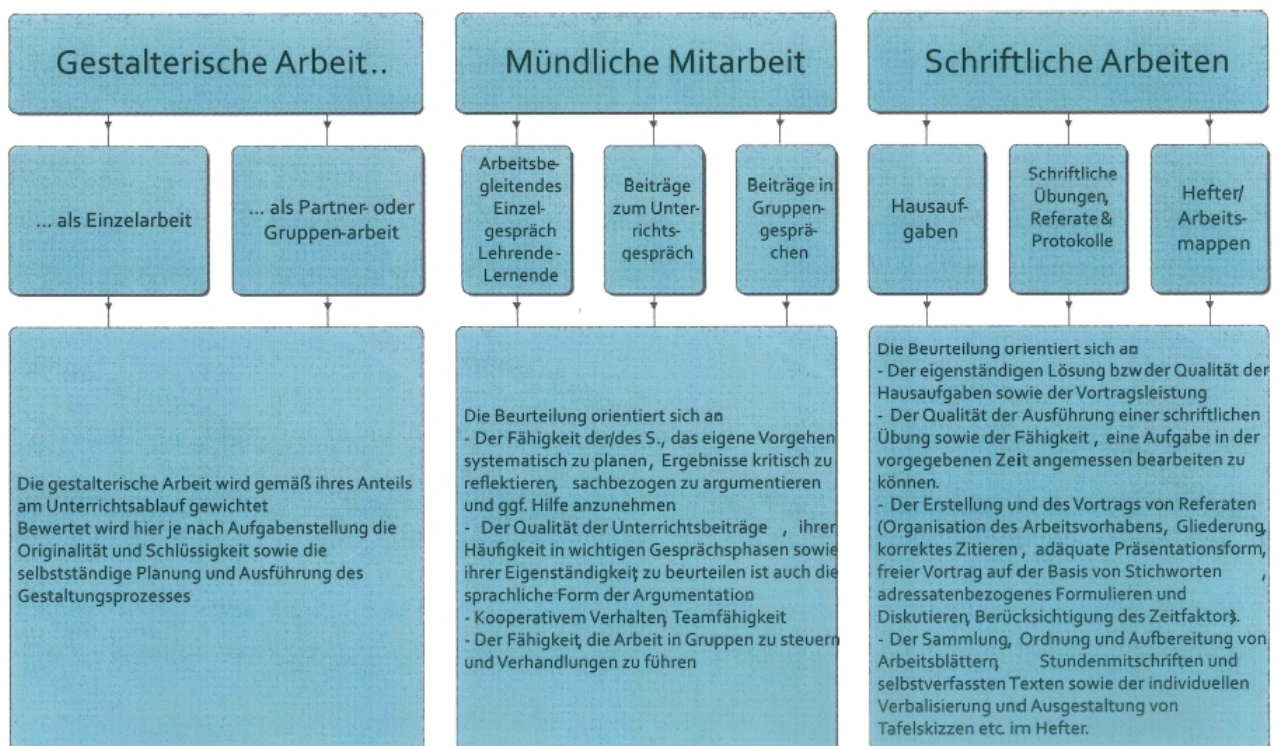 Gestalterische Arbeit..
... als Einzelarbeit
... als Partner- oder
Gruppen-arbeit
Die gestalterische Arbeit wird gemäß ihres Anteils
am Unterrichtsablauf gewichtet
Bewertet wird hier je nach Aufgabenstellung die
Originalität und Schlüssigkeit sowie die
selbstständige Planung und Ausführung des
Gestaltungsprozesses
Mündliche Mitarbeit
Arbeitsbe-
gleitendes
Einzel-
gespräch
Lehrende-
Lernende
Beiträge
zum Unter-
richts-
gespräch
Beiträge in
Gruppen-
gesprä-
chen
Die Beurteilung orientiert sich an
- Der Fähigkeit der/des S., das eigene Vorgehen
systematisch zu planen, Ergebnisse kritisch zu
reflektieren, sachbezogen zu argumentieren
und ggf. Hilfe anzunehmen
- Der Qualität der Unterrichtsbeiträge , ihrer
Häufigkeit in wichtigen Gesprächsphasen sowie
ihrer Eigenständigkeit; zu beurteilen ist auch die
sprachliche Form der Argumentation
- Kooperativem Verhalten, Teamfähigkeit
- Der Fähigkeit, die Arbeit in Gruppen zu steuern
und Verhandlungen zu führen
Schriftliche Arbeiten
Hausauf-
gaben
Schriftliche
Übungen,
Referate &
Protokolle
Hefter/
Arbeits-
mappen
Die Beurteilung orientiert sich an
- Der eigenständigen Lösung bzw der Qualität der
Hausaufgaben sowie der Vortragsleistung
- Der Qualität der Ausführung einer schriftlichen
Übung sowie der Fähigkeit , eine Aufgabe in der
vorgegebenen Zeit angemessen bearbeiten zu
können.
- Der Erstellung und des Vortrags von Referaten
(Organisation des Arbeitsvorhabens, Gliederung,
korrektes Zitieren , adäquate Präsentationsform,
freier Vortrag auf der Basis von Stichworten ,
adressatenbezogenes Formulieren und
Diskutieren, Berücksichtigung des Zeitfaktors).
- Der Sammlung, Ordnung und Aufbereitung von
Arbeitsblättern, Stundenmitschriften und
selbstverfassten Texten sowie der individuellen
Verbalisierung und Ausgestaltung von
Tafelskizzen etc. im Hefter.